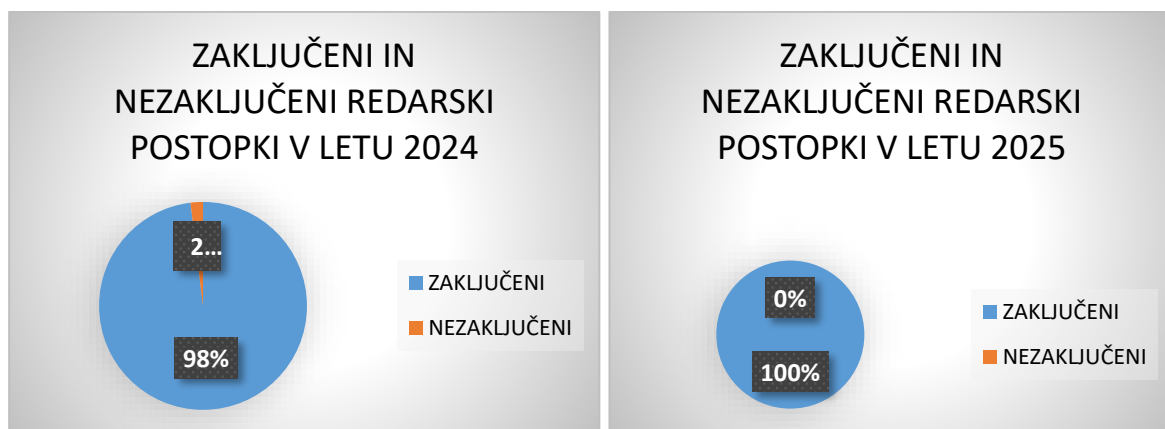 ZAKLJUČENI IN
NEZAKLJUČENI REDARSKI
POSTOPKI V LETU 2024
2...
98%
ZAKLJUČENI
NEZAKLJUČENI
ZAKLJUČENI IN
NEZAKLJUČENI REDARSKI
POSTOPKI V LETU 2025
0%
100%
ZAKLJUČENI
NEZAKLJUČENI